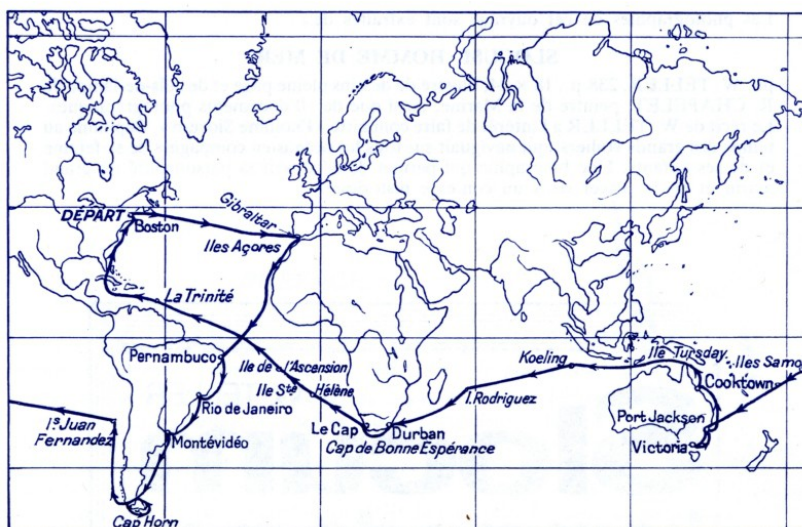 DÉPART
Boston
Gibraltar
Iles Açores
La Trinité
Pernambuco
Ile de l'Ascension
Ile Ste Hélène
Rio de Janeiro
Is Juan
Fernandez
Montévidéo
Cap Horn
Le Cap
Durban
Cap de Bonne Espérance
I. Rodriguez
Koeling
Ile Tursday
Iles Samo
Cooktown
Port Jackson
Victoria